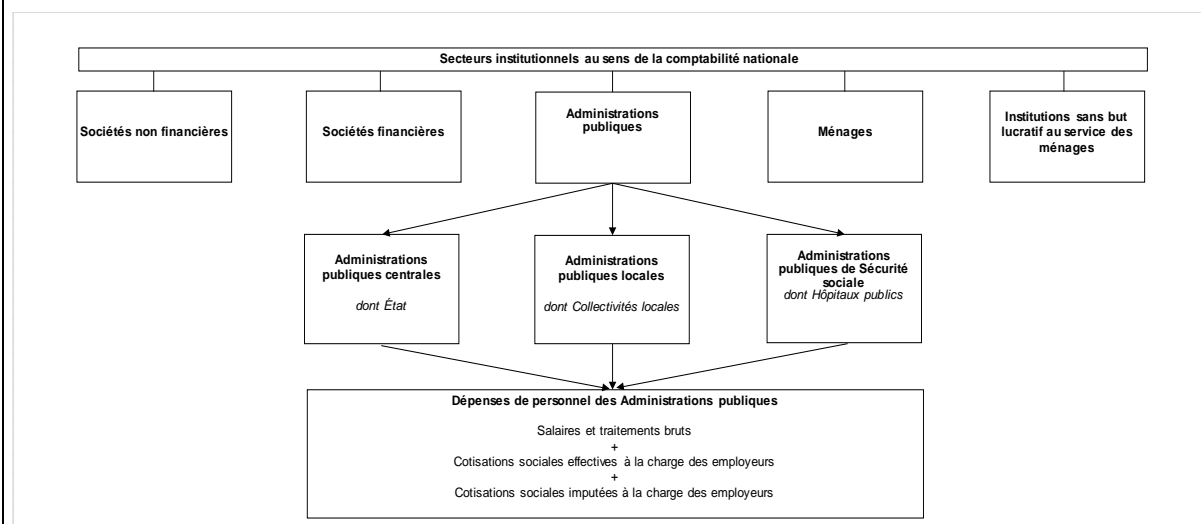 Secteurs institutionnels au sens de la comptabilité nationale
Sociétés non financières
Sociétés financières
Administrations
publiques
Ménages
Institutions sans but
lucratif au service des
ménages
Administrations
publiques centrales
dont État
Administrations
publiques locales
dont Collectivités locales
Administrations
publiques de Sécurité
sociale
dont Hôpitaux publics
Dépenses de personnel des Administrations publiques
Salaires et traitements bruts
+
Cotisations sociales effectives à la charge des employeurs
+
Cotisations sociales imputées à la charge des employeurs